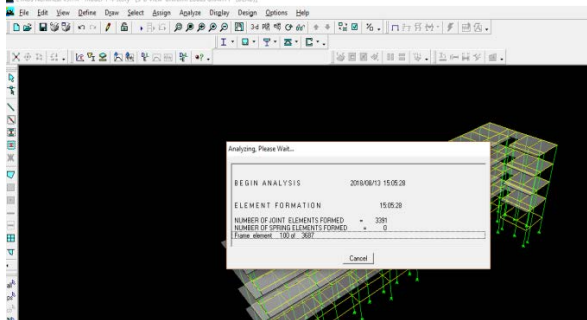 File Edit View Define Draw Select Assign Analyze Display Design Options Help
3-d
Analyzing, Please Wait...
BEGIN ANALYSIS 2018/08/13 15:05:28
ELEMENT FORMATION 15:05:28
NUMBER OF JOINT ELEMENTS FORMED = 3391
NUMBER OF SPRING ELEMENTS FORMED = 0
Frame element 100 of 3687
Cancel